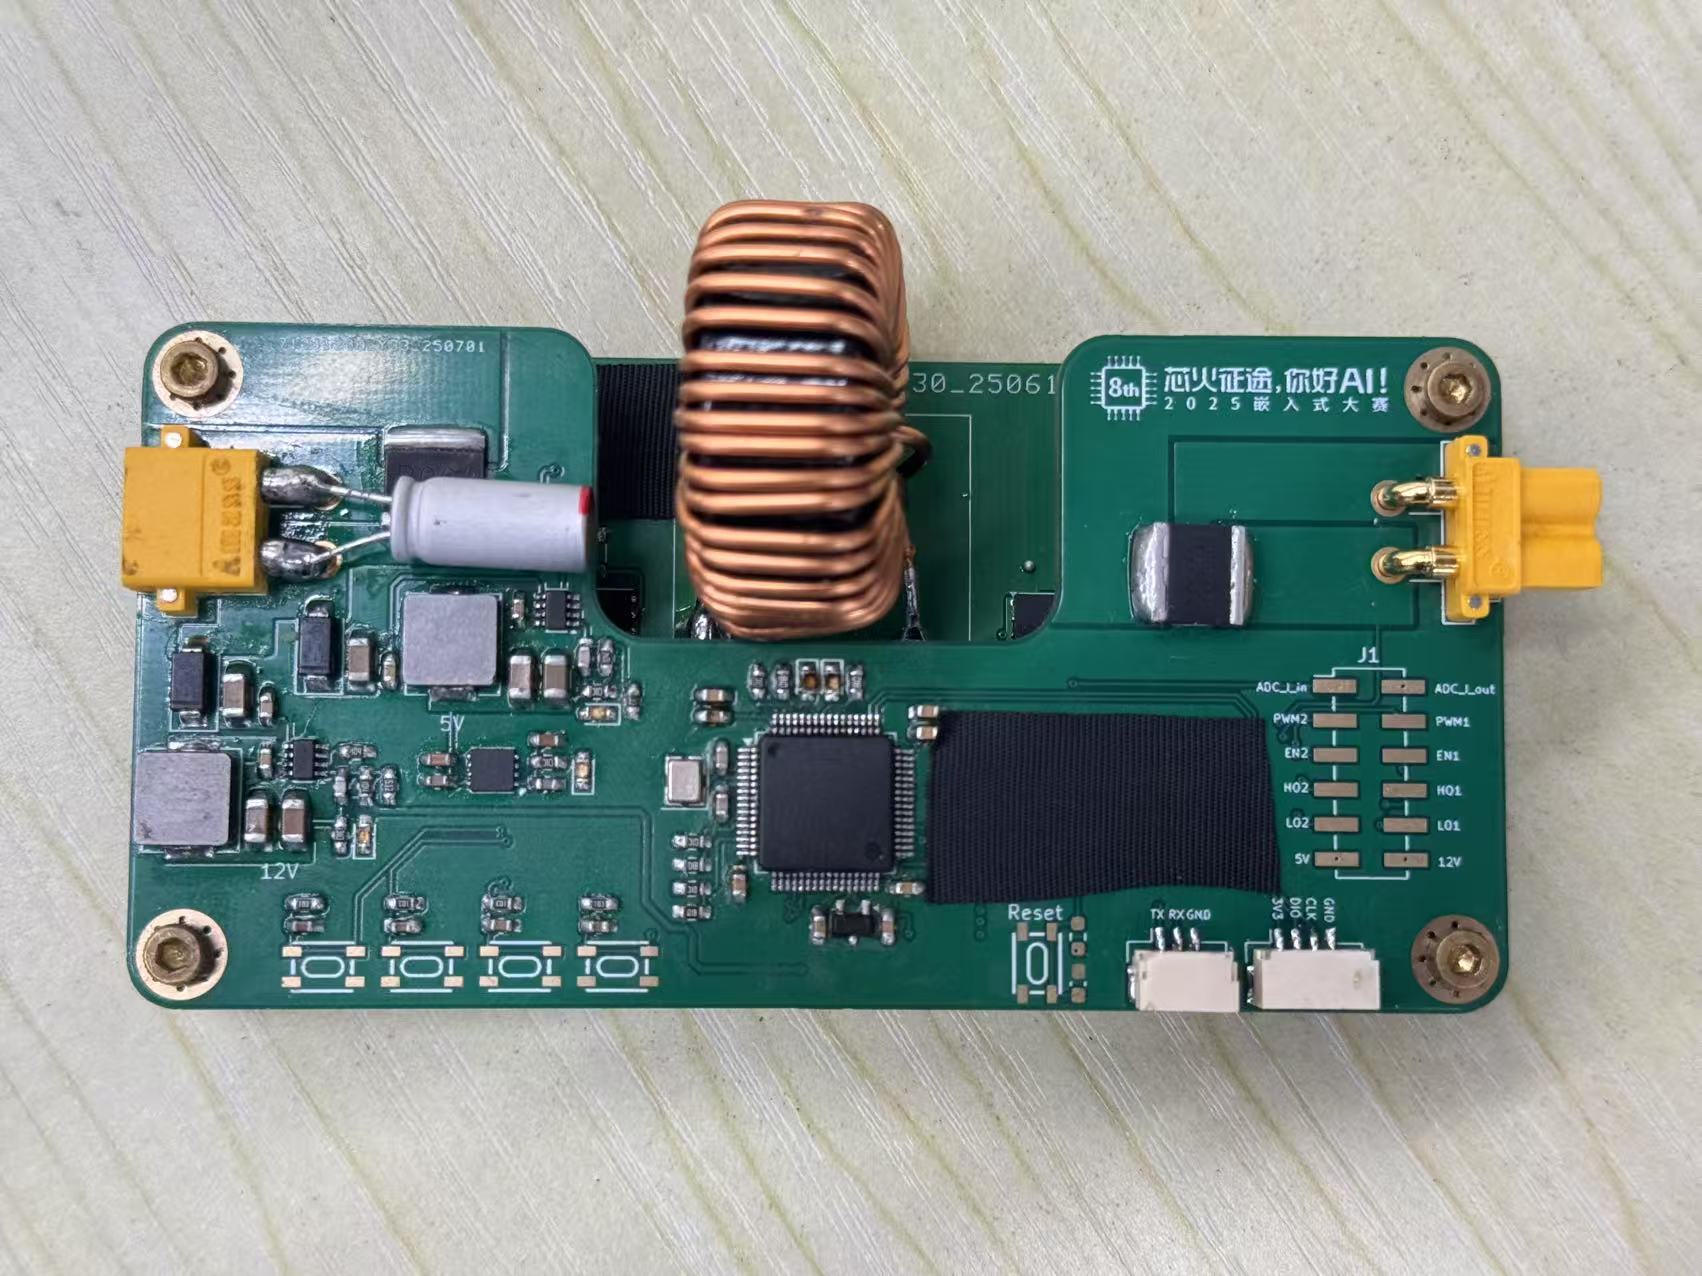 250701
30_25061
8th
芯火征途,你好AI!
2025嵌入式大赛
J1
ADC_I_in
ADC_I_out
PWM2
PWM1
EN2
EN1
HO2
HO1
LO2
LO1
5V
12V
5V
12V
Reset
TX RX GND
3V3
DIO
CLK
GND